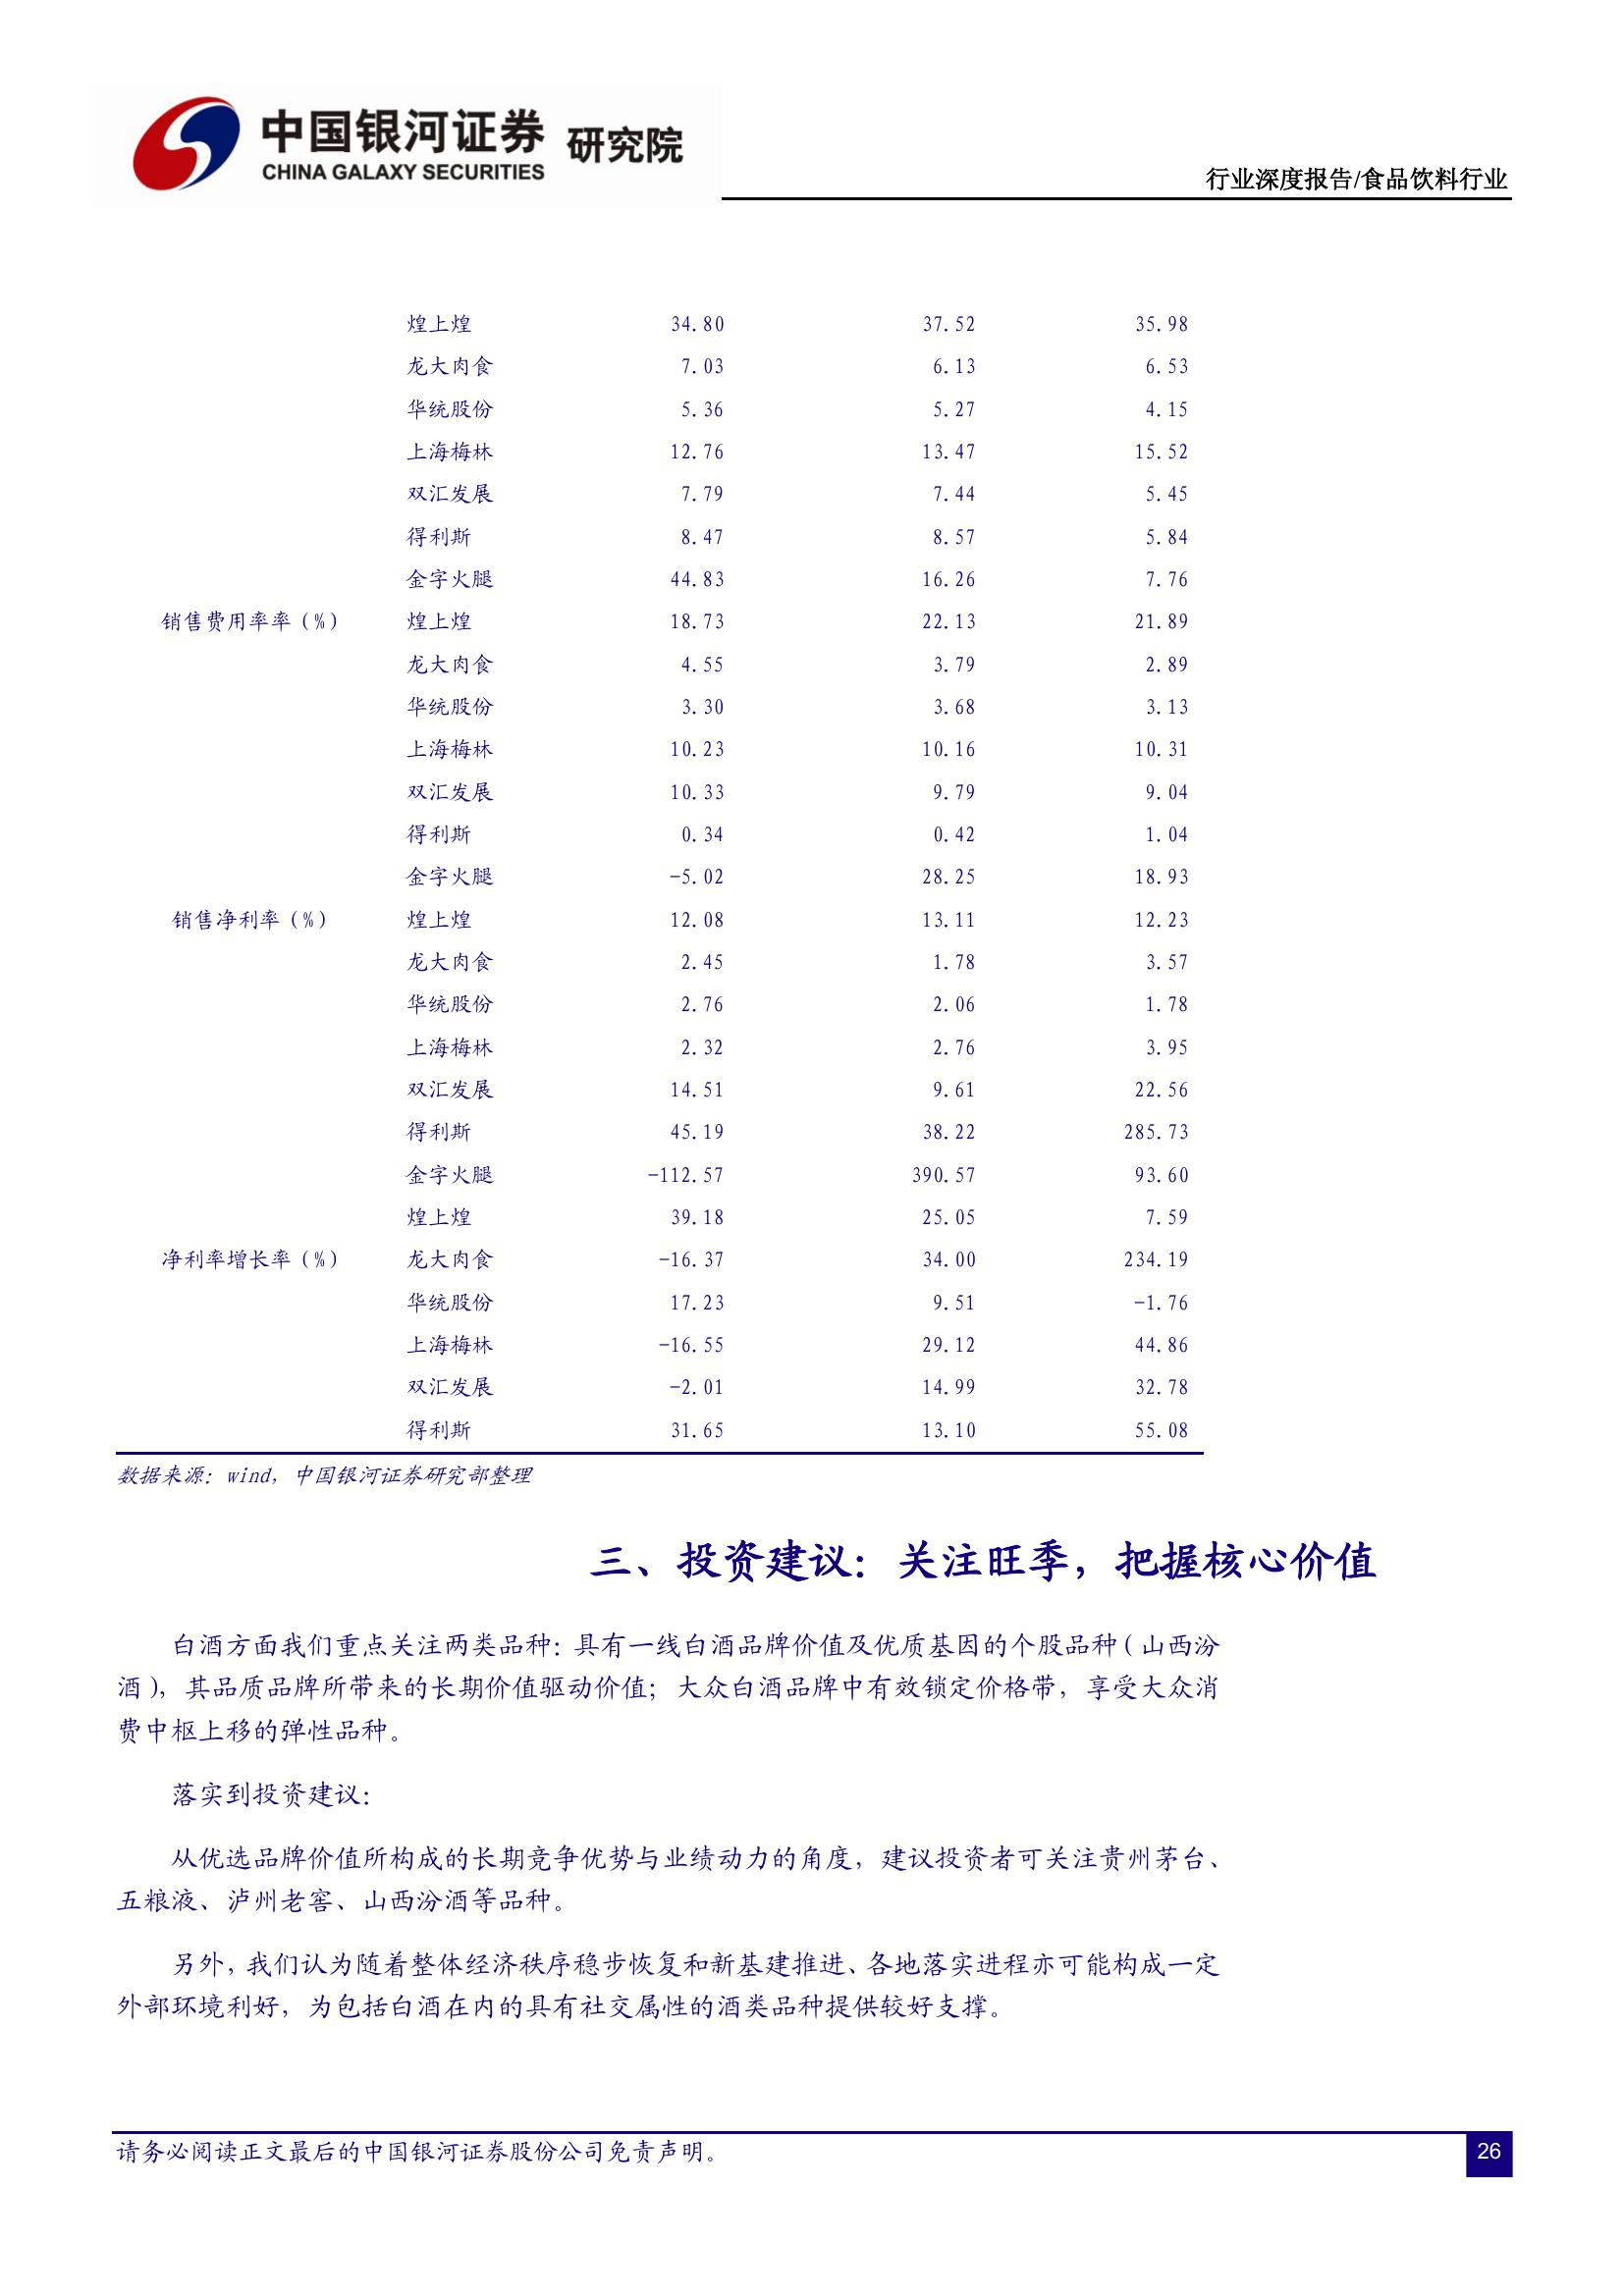 中国银河证券 研究院
CHINA GALAXY SECURITIES
行业深度报告/食品饮料行业
煌上煌 34.80 37.52 35.98
龙大肉食 7.03 6.13 6.53
华统股份 5.36 5.27 4.15
上海梅林 12.76 13.47 15.52
双汇发展 7.79 7.44 5.45
得利斯 8.47 8.57 5.84
金字火腿 44.83 16.26 7.76
销售费用率率（%） 煌上煌 18.73 22.13 21.89
龙大肉食 4.55 3.79 2.89
华统股份 3.30 3.68 3.13
上海梅林 10.23 10.16 10.31
双汇发展 10.33 9.79 9.04
得利斯 0.34 0.42 1.04
金字火腿 -5.02 28.25 18.93
销售净利率（%） 煌上煌 12.08 13.11 12.23
龙大肉食 2.45 1.78 3.57
华统股份 2.76 2.06 1.78
上海梅林 2.32 2.76 3.95
双汇发展 14.51 9.61 22.56
得利斯 45.19 38.22 285.73
金字火腿 -112.57 390.57 93.60
煌上煌 39.18 25.05 7.59
净利率增长率（%） 龙大肉食 -16.37 34.00 234.19
华统股份 17.23 9.51 -1.76
上海梅林 -16.55 29.12 44.86
双汇发展 -2.01 14.99 32.78
得利斯 31.65 13.10 55.08
数据来源：wind，中国银河证券研究部整理
三、投资建议：关注旺季，把握核心价值
白酒方面我们重点关注两类品种：具有一线白酒品牌价值及优质基因的个股品种（山西汾
酒），其品质品牌所带来的长期价值驱动价值；大众白酒品牌中有效锁定价格带，享受大众消
费中枢上移的弹性品种。
落实到投资建议：
从优选品牌价值所构成的长期竞争优势与业绩动力的角度，建议投资者可关注贵州茅台、
五粮液、泸州老窖、山西汾酒等品种。
另外，我们认为随着整体经济秩序稳步恢复和新基建推进、各地落实进程亦可能构成一定
外部环境利好，为包括白酒在内的具有社交属性的酒类品种提供较好支撑。
请务必阅读正文最后的中国银河证券股份公司免责声明。
26